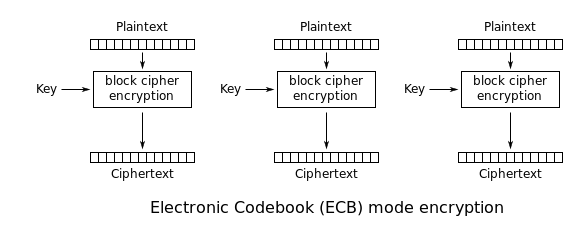 Plaintext
Plaintext
Plaintext
Key
block cipher
encryption
Key
block cipher
encryption
Key
block cipher
encryption
Ciphertext
Ciphertext
Ciphertext
Electronic Codebook (ECB) mode encryption